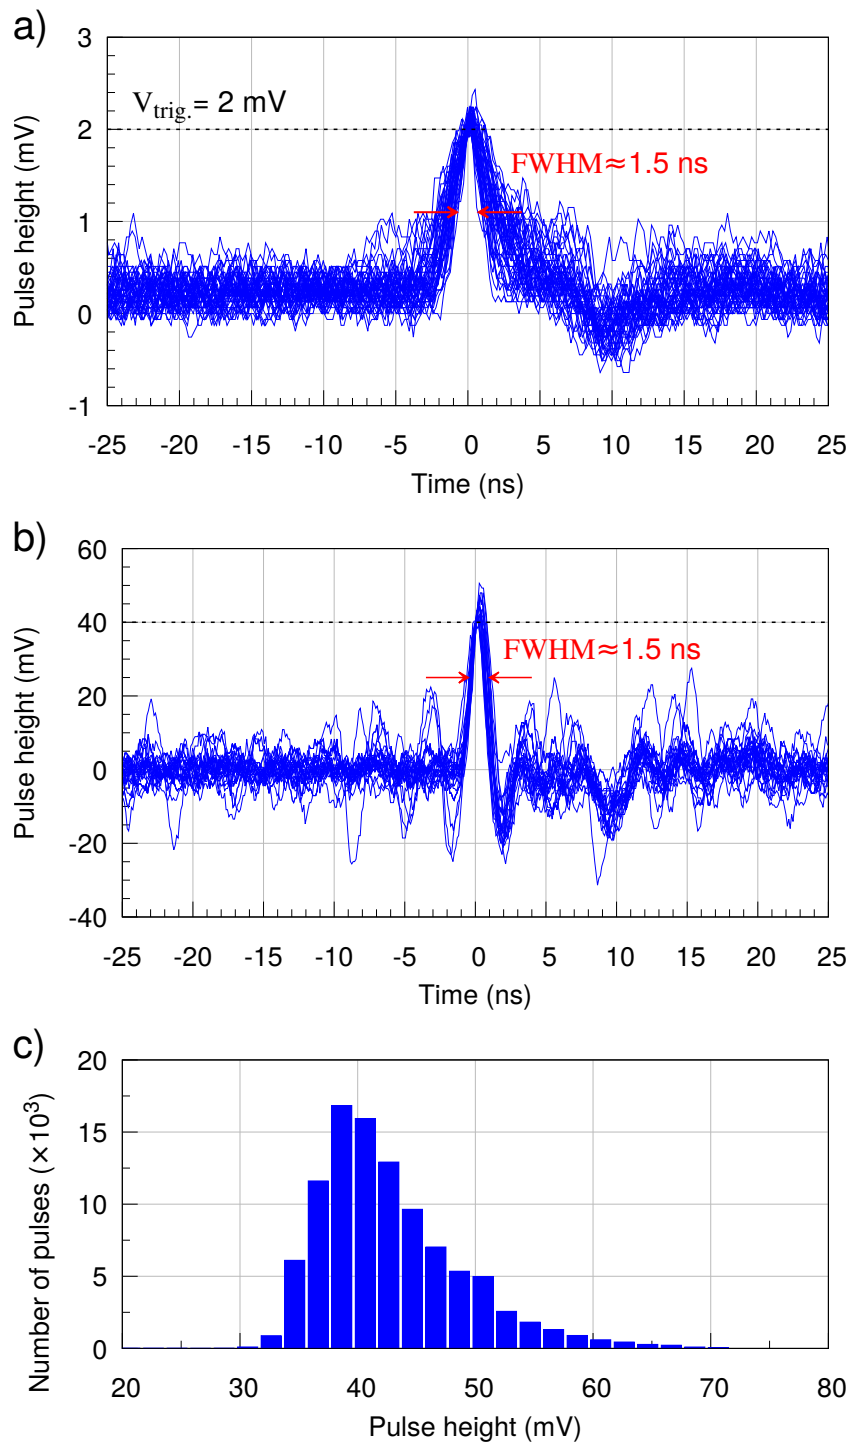 a)
3
2
1
0
-1
Pulse height (mV)
V_trig. = 2 mV
FWHM≈1.5 ns
-25 -20 -15 -10 -5 0 5 10 15 20 25
Time (ns)
b)
60
40
20
0
-20
-40
Pulse height (mV)
FWHM≈1.5 ns
-25 -20 -15 -10 -5 0 5 10 15 20 25
Time (ns)
c)
20
15
10
5
0
Number of pulses (×10³)
20 30 40 50 60 70 80
Pulse height (mV)